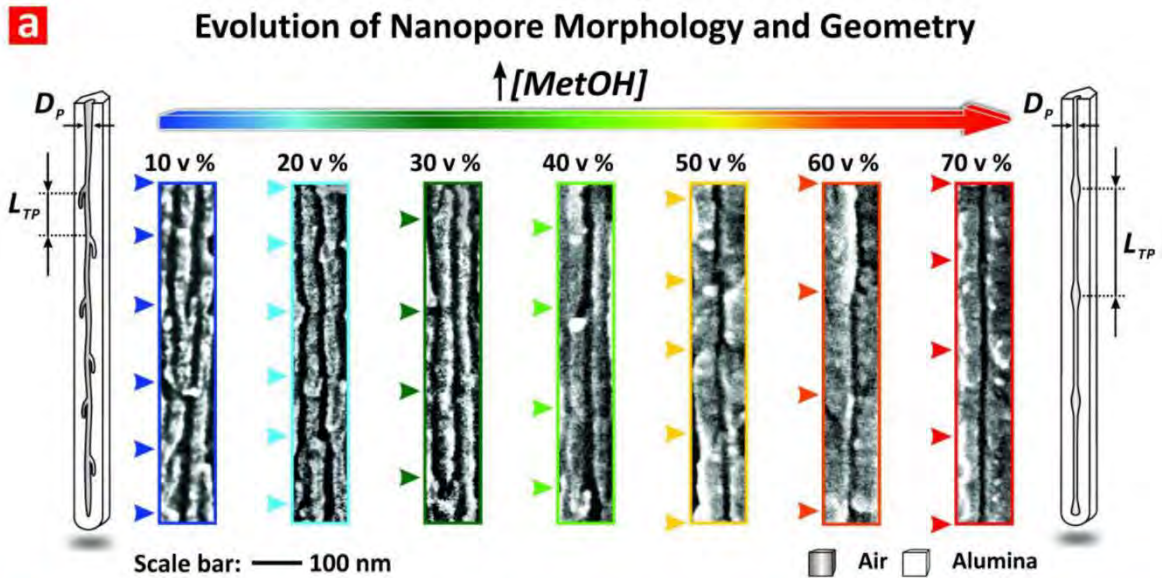 a
Evolution of Nanopore Morphology and Geometry
↑[MetOH]
D_P
D_P
10 v % 20 v % 30 v % 40 v % 50 v % 60 v % 70 v %
L_TP
L_TP
Scale bar: 100 nm
Air Alumina